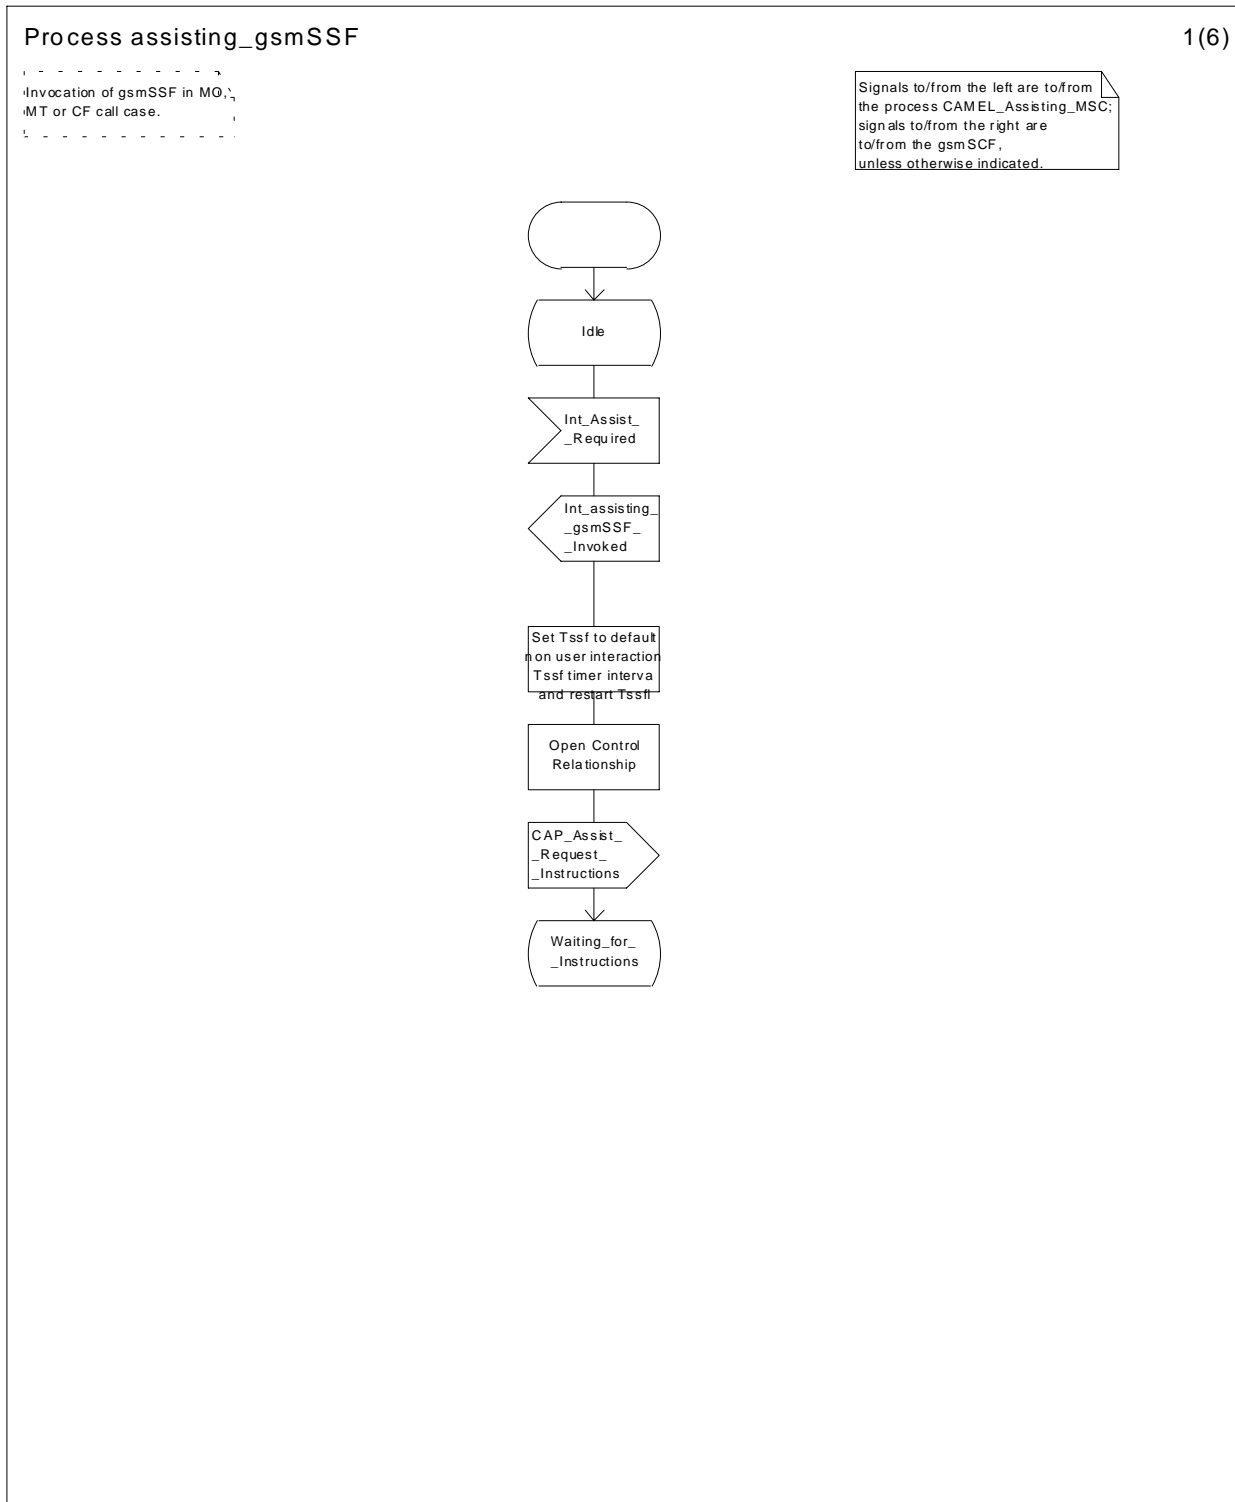 Process assisting_gsmSSF
1(6)
Invocation of gsmSSF in MO,
MT or CF call case.
Signals to/from the left are to/from
the process CAMEL_Assisting_MSC;
signals to/from the right are
to/from the gsmSCF,
unless otherwise indicated.
Idle
Int_Assist_
_Required
Int_assisting_
_gsmSSF_
_Invoked
Set Tssf to default
non user interaction
Tssf timer interva
and restart Tssfl
Open Control
Relationship
CAP_Assist_
_Request_
_Instructions
Waiting_for_
_Instructions